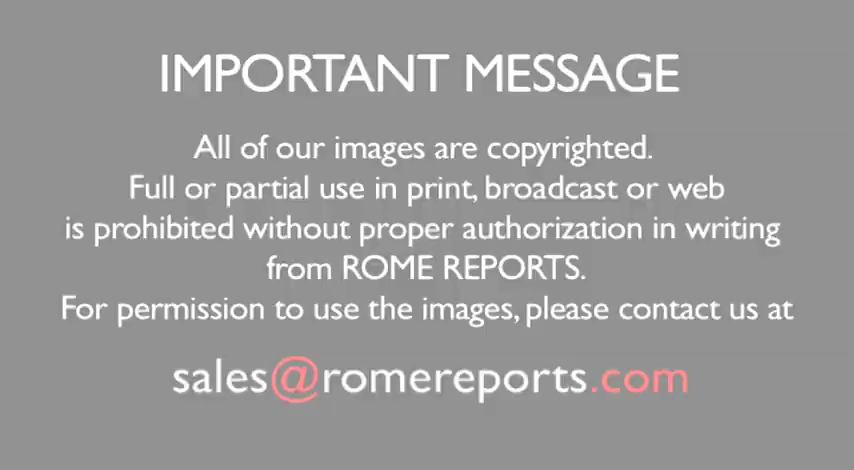 IMPORTANT MESSAGE
All of our images are copyrighted.
Full or partial use in print, broadcast or web
is prohibited without proper authorization in writing
from ROME REPORTS.
For permission to use the images, please contact us at
sales@romereports.com